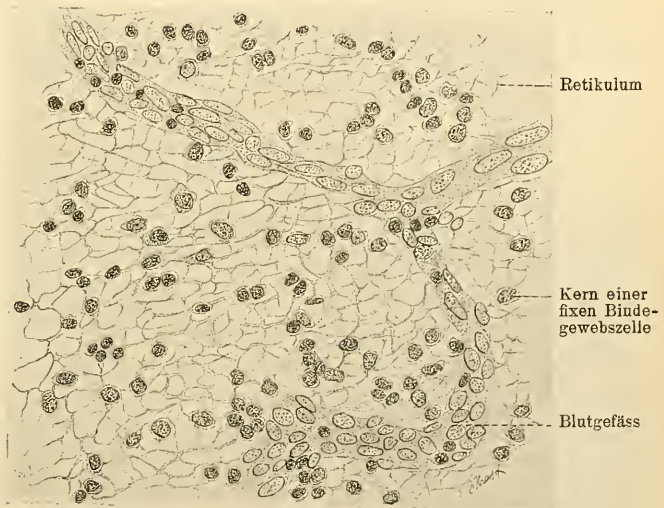 Retikulum
Kern einer
fixen Binde-
gewebszelle
Blutgefäss